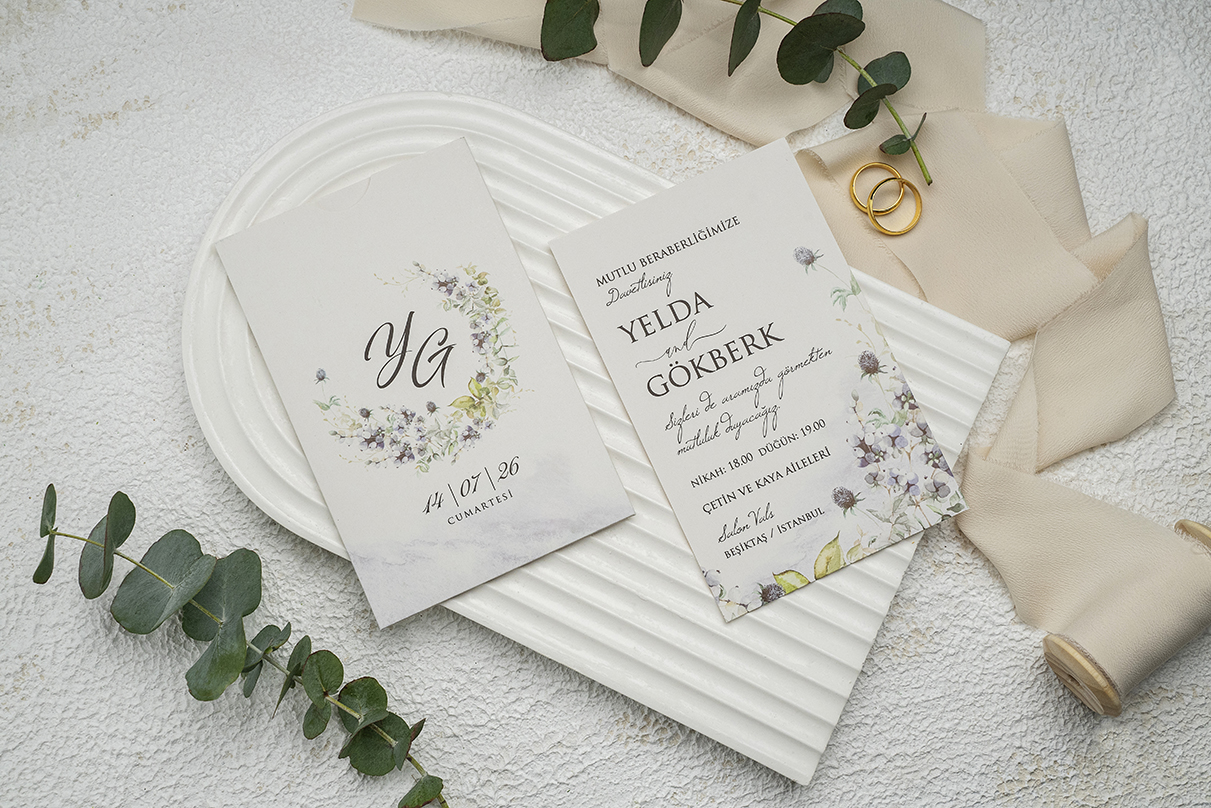 YG
14|07|26
CUMARTESİ
MUTLU BERABERLİĞİMİZE
Davetlisiniz
YELDA
and
GÖKBERK
Sizleri de aramızda görmekten
mutluluk duyacağız.
NİKAH: 18.00 DÜĞÜN: 19.00
ÇETİN VE KAYA AİLELERİ
Salon Vals
BEŞİKTAŞ / İSTANBUL